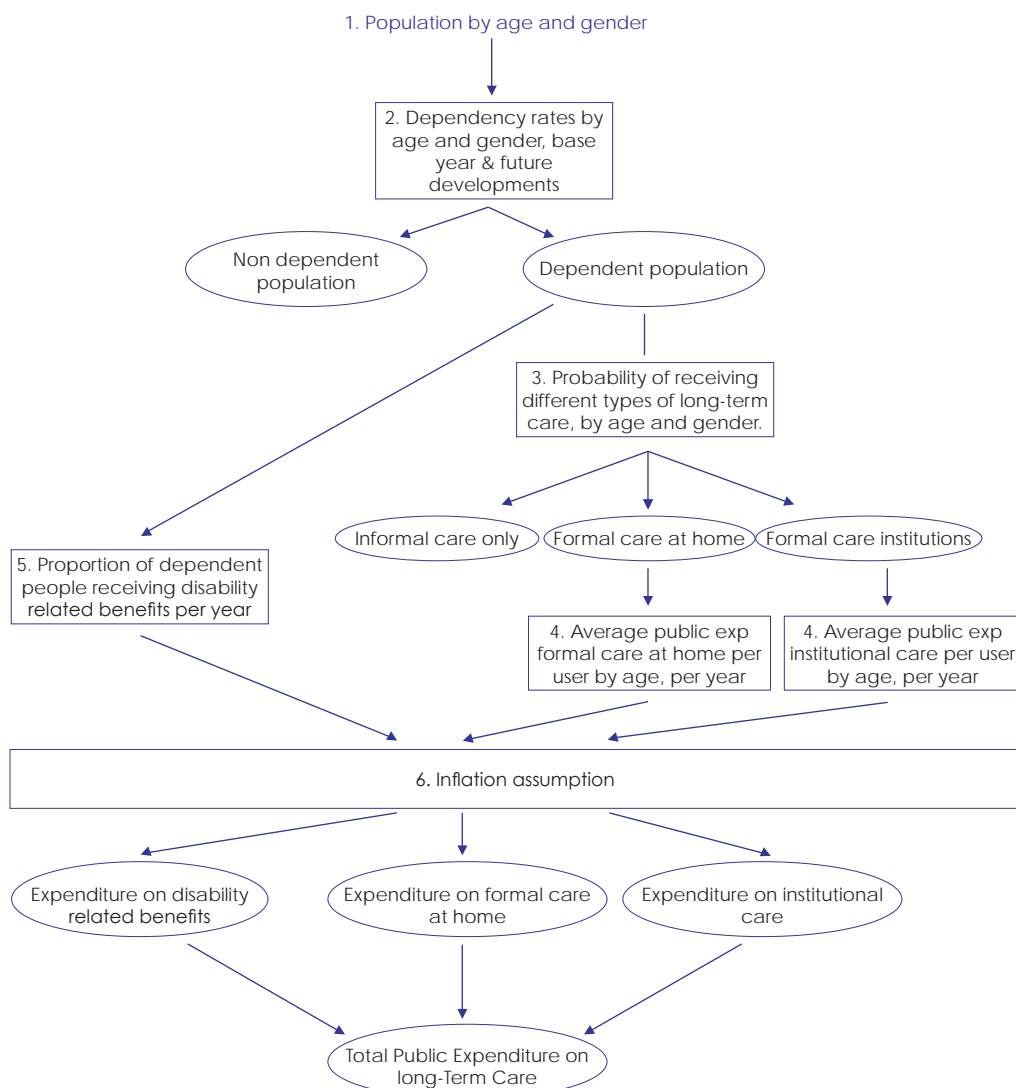 1. Population by age and gender
2. Dependency rates by
age and gender, base
year & future
developments
Non dependent
population
Dependent population
3. Probability of receiving
different types of long-term
care, by age and gender.
Informal care only
Formal care at home
Formal care institutions
5. Proportion of dependent
people receiving disability
related benefits per year
4. Average public exp
formal care at home per
user by age, per year
4. Average public exp
institutional care per user
by age, per year
6. Inflation assumption
Expenditure on disability
related benefits
Expenditure on formal care
at home
Expenditure on institutional
care
Total Public Expenditure on
long-Term Care